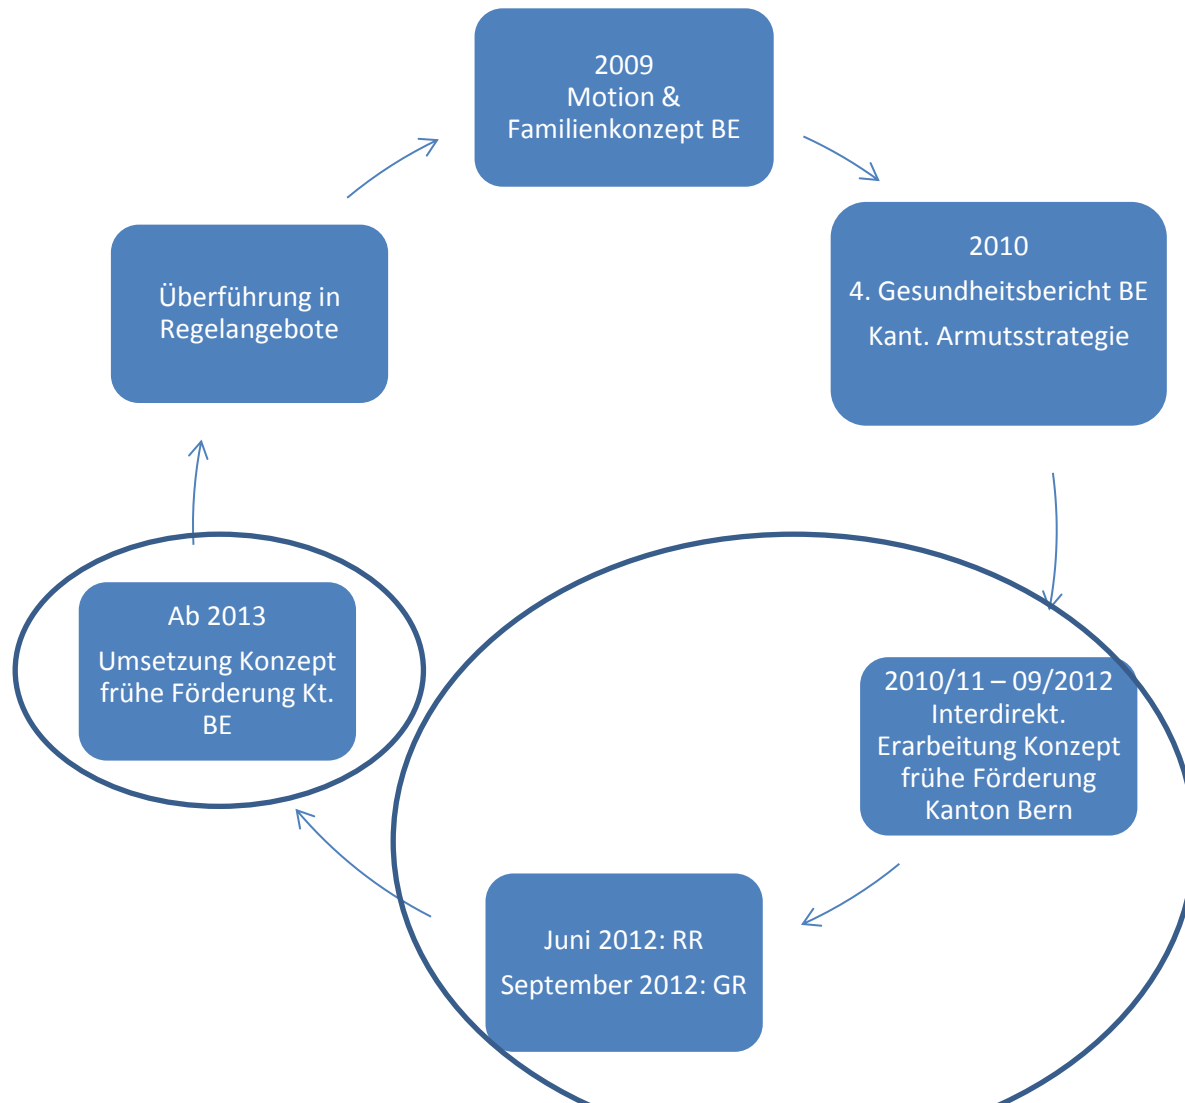 2009
Motion &
Familienkonzept BE
2010
4. Gesundheitsbericht BE
Kant. Armutsstrategie
2010/11 – 09/2012
Interdirekt.
Erarbeitung Konzept
frühe Förderung
Kanton Bern
Juni 2012: RR
September 2012: GR
Ab 2013
Umsetzung Konzept
frühe Förderung Kt.
BE
Überführung in
Regelangebote